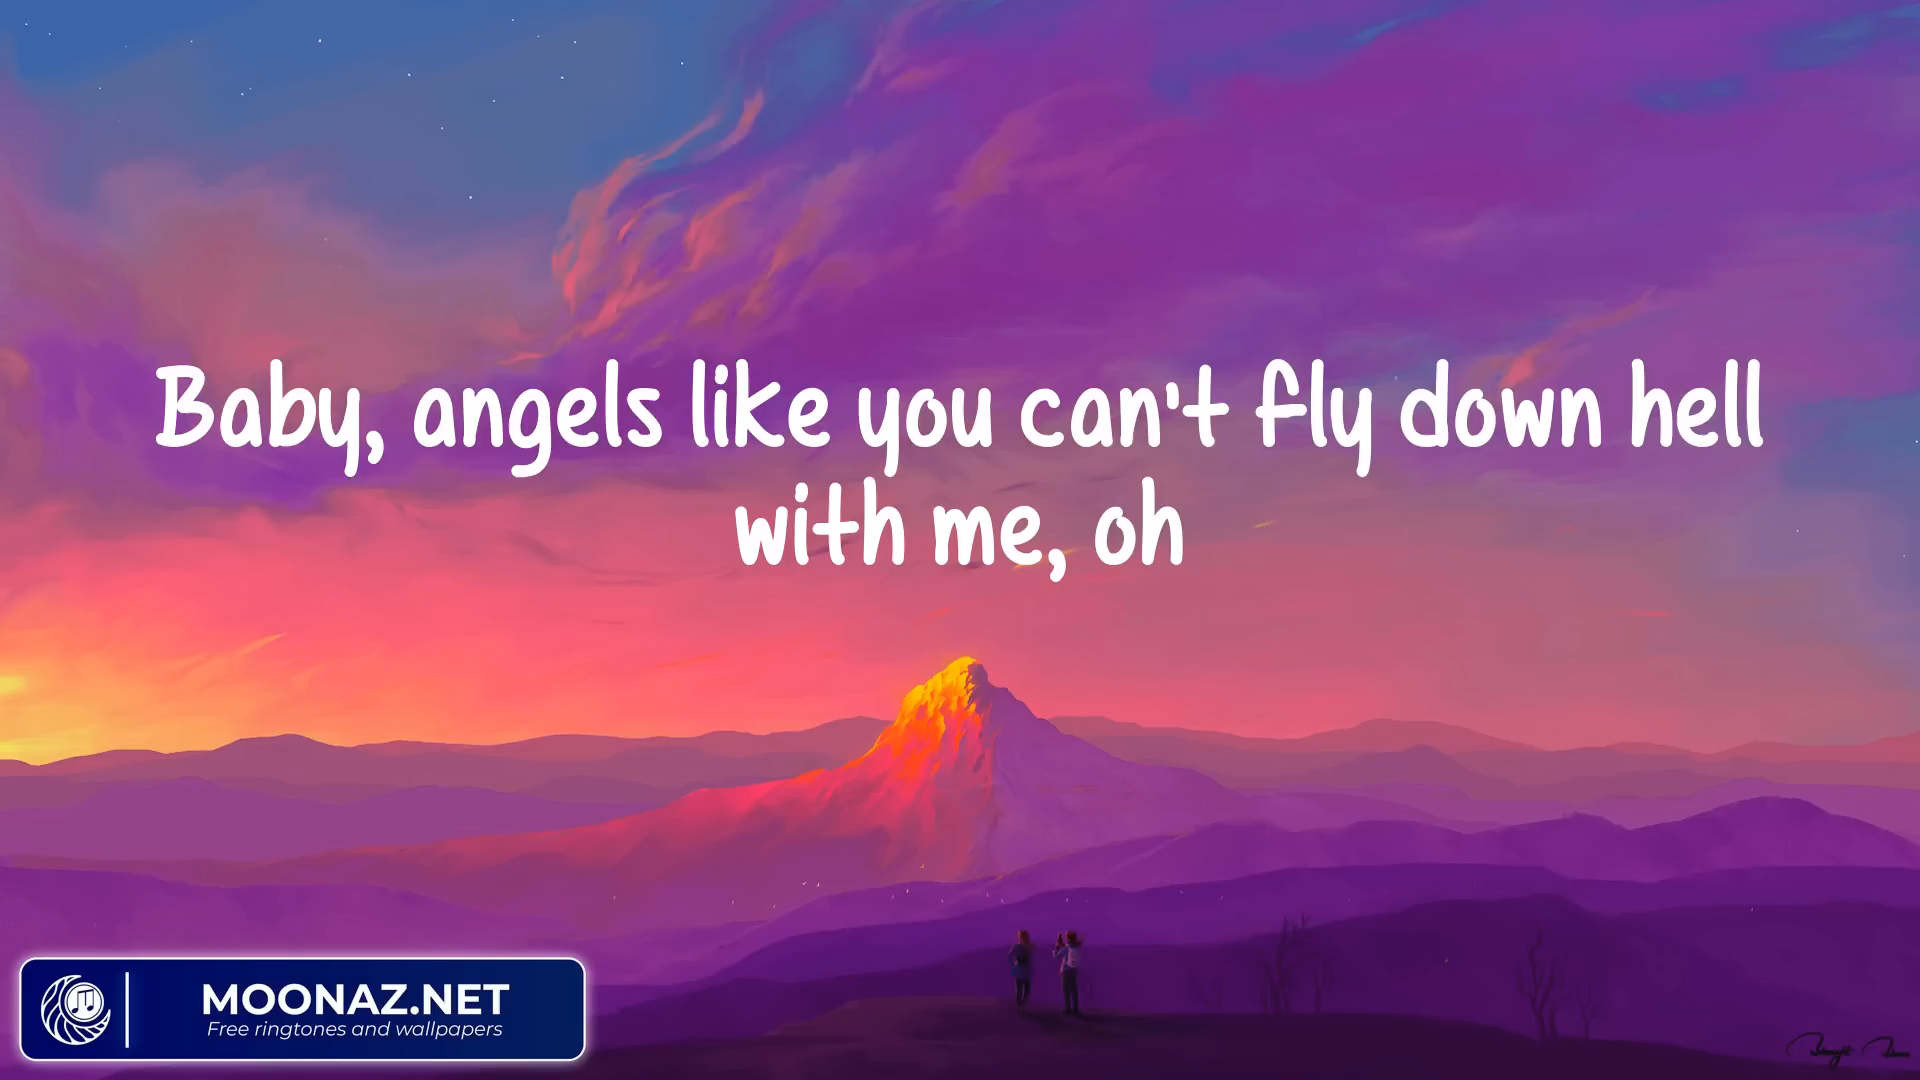 Baby, angels like you can't fly down hell
with me, oh
MOONAZ.NET
Free ringtones and wallpapers